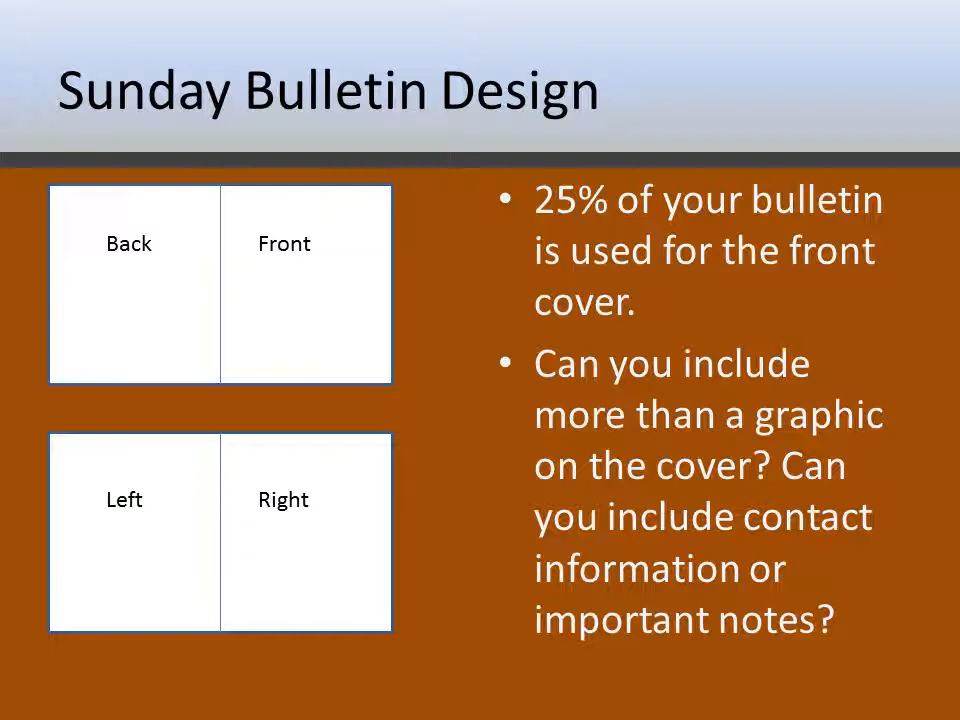 Sunday Bulletin Design
Back Front
Left Right
• 25% of your bulletin
is used for the front
cover.
• Can you include
more than a graphic
on the cover? Can
you include contact
information or
important notes?